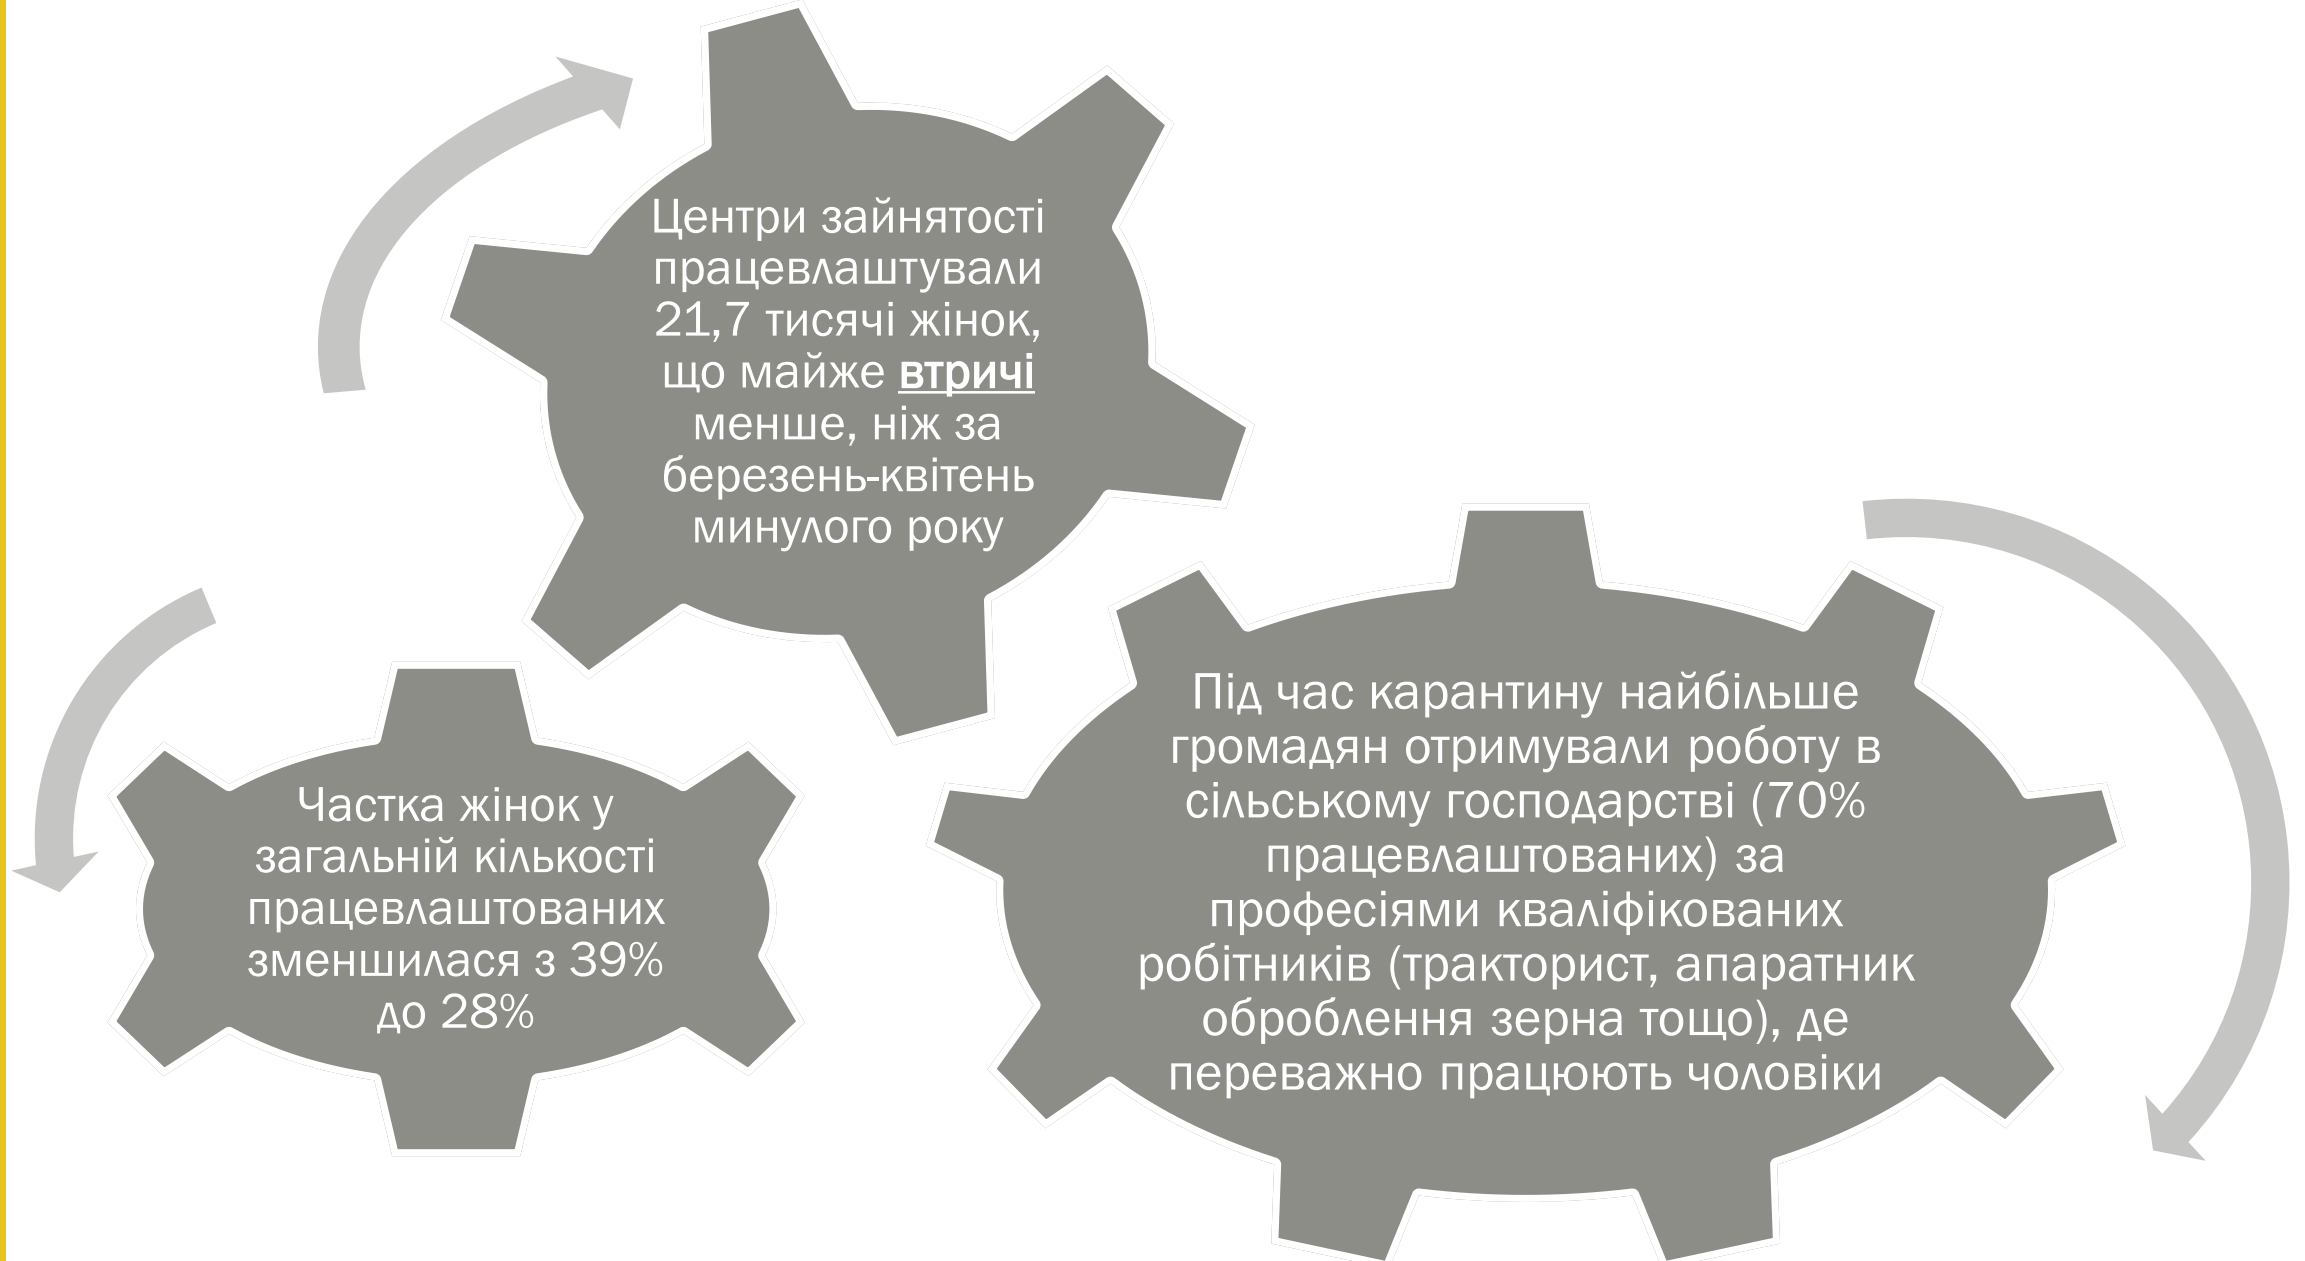 Центри зайнятості
працевлаштували
21,7 тисячі жінок,
що майже втричі
менше, ніж за
березень-квітень
минулого року
Частка жінок у
загальній кількості
працевлаштованих
зменшилася з 39%
до 28%
Під час карантину найбільше
громадян отримували роботу в
сільському господарстві (70%
працевлаштованих) за
професіями кваліфікованих
робітників (тракторист, апаратник
оброблення зерна тощо), де
переважно працюють чоловіки